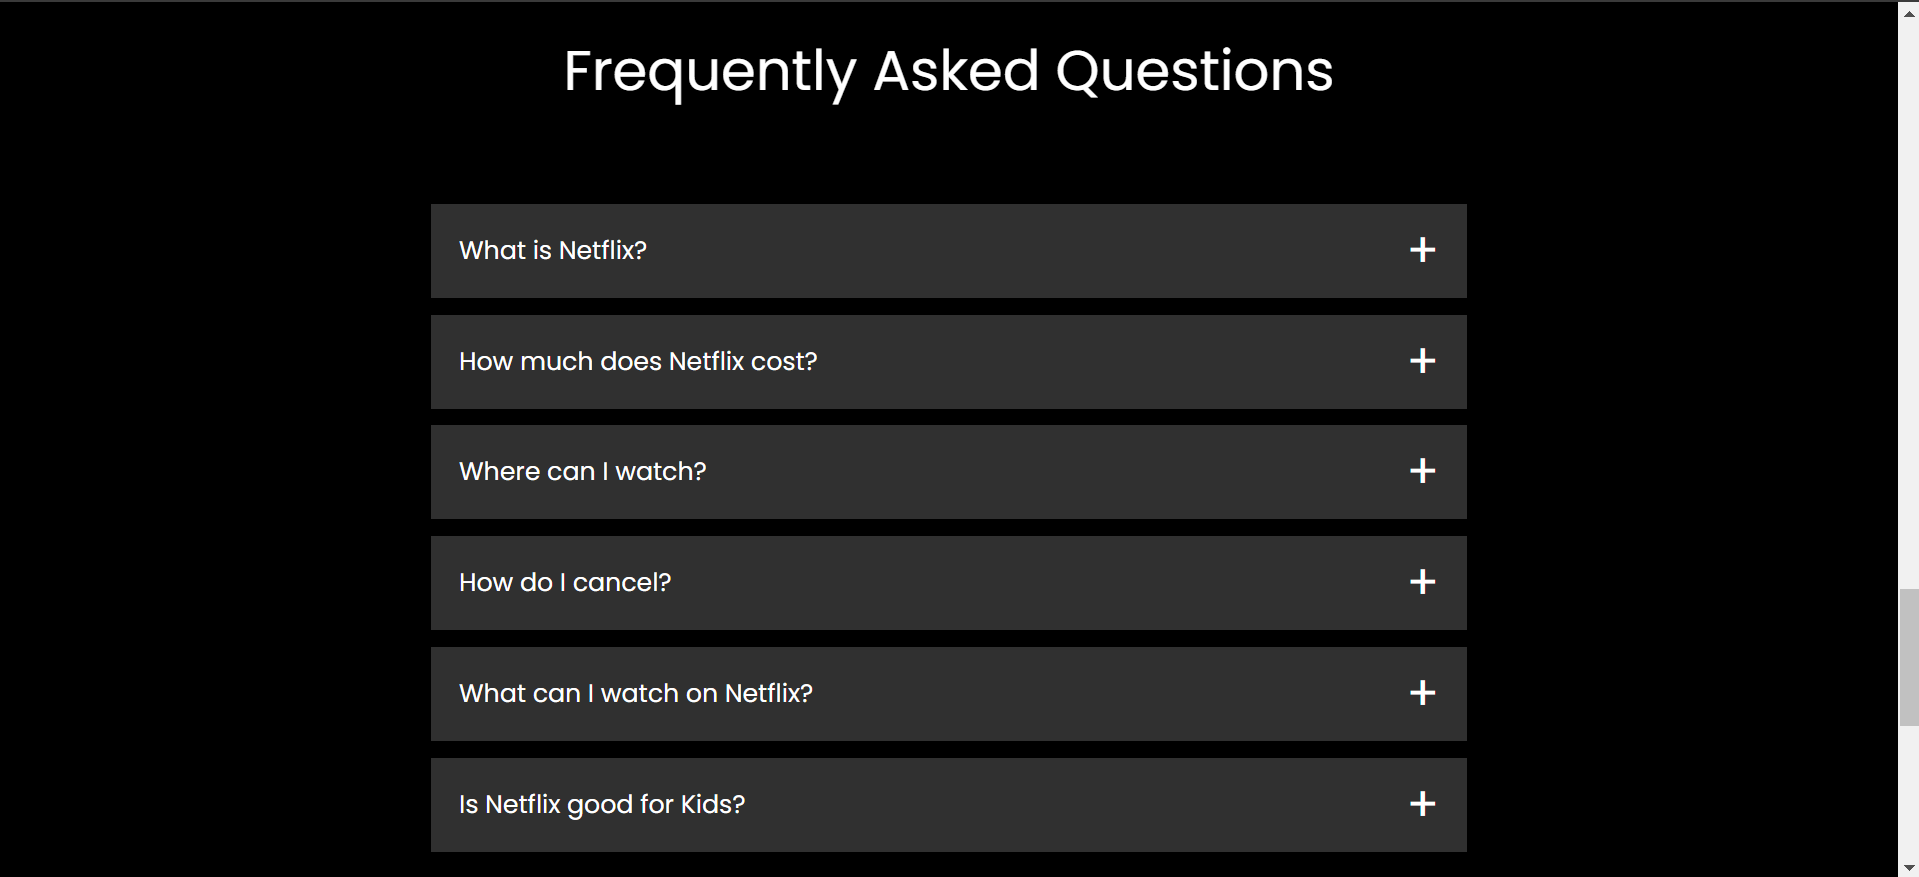 Frequently Asked Questions
What is Netflix?
How much does Netflix cost?
Where can I watch?
How do I cancel?
What can I watch on Netflix?
Is Netflix good for Kids?